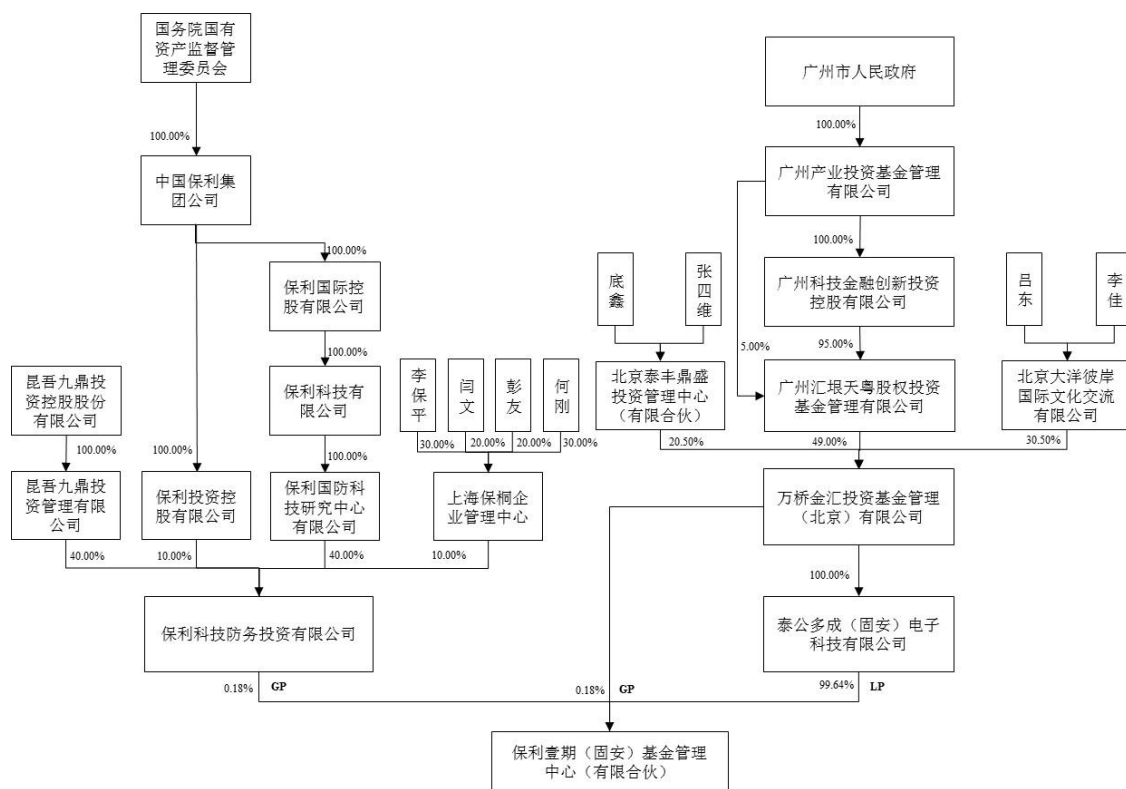 国务院国有
资产监督管
理委员会
广州市人民政府
100.00%
100.00%
中国保利集
团公司
广州产业投资基金管理
有限公司
100.00%
100.00%
保利国际控
股有限公司
底鑫
张四维
广州科技金融创新投资
控股有限公司
吕东
李佳
100.00%
5.00%
95.00%
昆吾九鼎投
资控股股份
有限公司
保利科技有
限公司
李保平
闫文
彭友
何刚
北京泰丰鼎盛
投资管理中心
（有限合伙）
广州汇垠天粤股权投资
基金管理有限公司
北京大洋彼岸
国际文化交流
有限公司
30.00%
20.00%
20.00%
30.00%
100.00%
100.00%
100.00%
20.50%
49.00%
30.50%
昆吾九鼎投
资管理有限
公司
保利投资控
股有限公司
保利国防科
技研究中心
有限公司
上海保桐企
业管理中心
万桥金汇投资基金管理
（北京）有限公司
40.00%
10.00%
40.00%
10.00%
100.00%
保利科技防务投资有限公司
泰公多成（固安）电子
科技有限公司
0.18%
GP
0.18%
GP
99.64%
LP
保利壹期（固安）基金管理
中心（有限合伙）